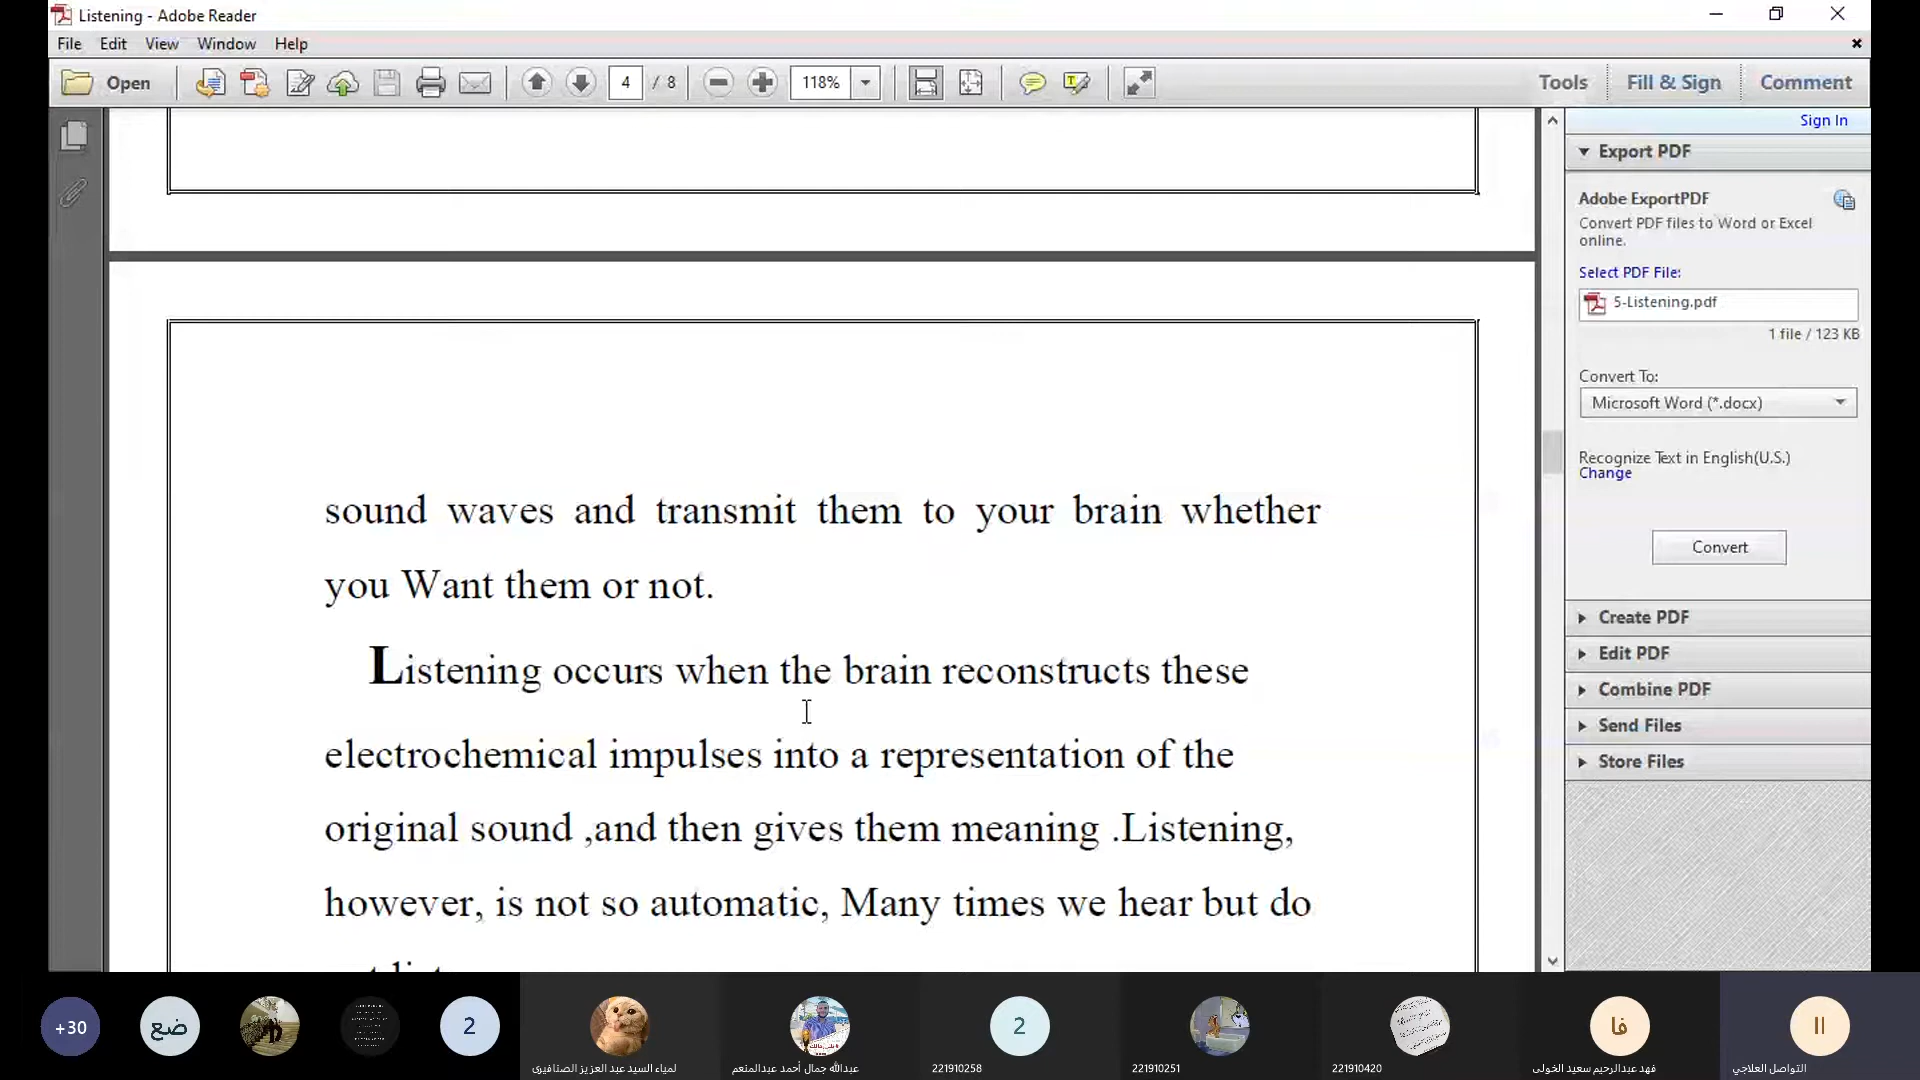 Listening - Adobe Reader
File Edit View Window Help
Open 4 / 8 118% Tools Fill & Sign Comment
Sign In
Export PDF
Adobe ExportPDF
Convert PDF files to Word or Excel
online.
Select PDF File:
5-Listening.pdf
1 file / 123 KB
Convert To:
Microsoft Word (*.docx)
Recognize Text in English(U.S.)
Change
Convert
Create PDF
Edit PDF
Combine PDF
Send Files
Store Files
sound waves and transmit them to your brain whether
you Want them or not.
Listening occurs when the brain reconstructs these
electrochemical impulses into a representation of the
original sound ,and then gives them meaning .Listening,
however, is not so automatic, Many times we hear but do
+30 ضع 2 2 فا II
لمياء السيد عبد العزيز الصنافيرى
عبدالله جمال أحمد عبدالمنعم
221910258
221910251
221910420
فهد عبدالرحيم سعيد الخولى
التواصل العلاجي